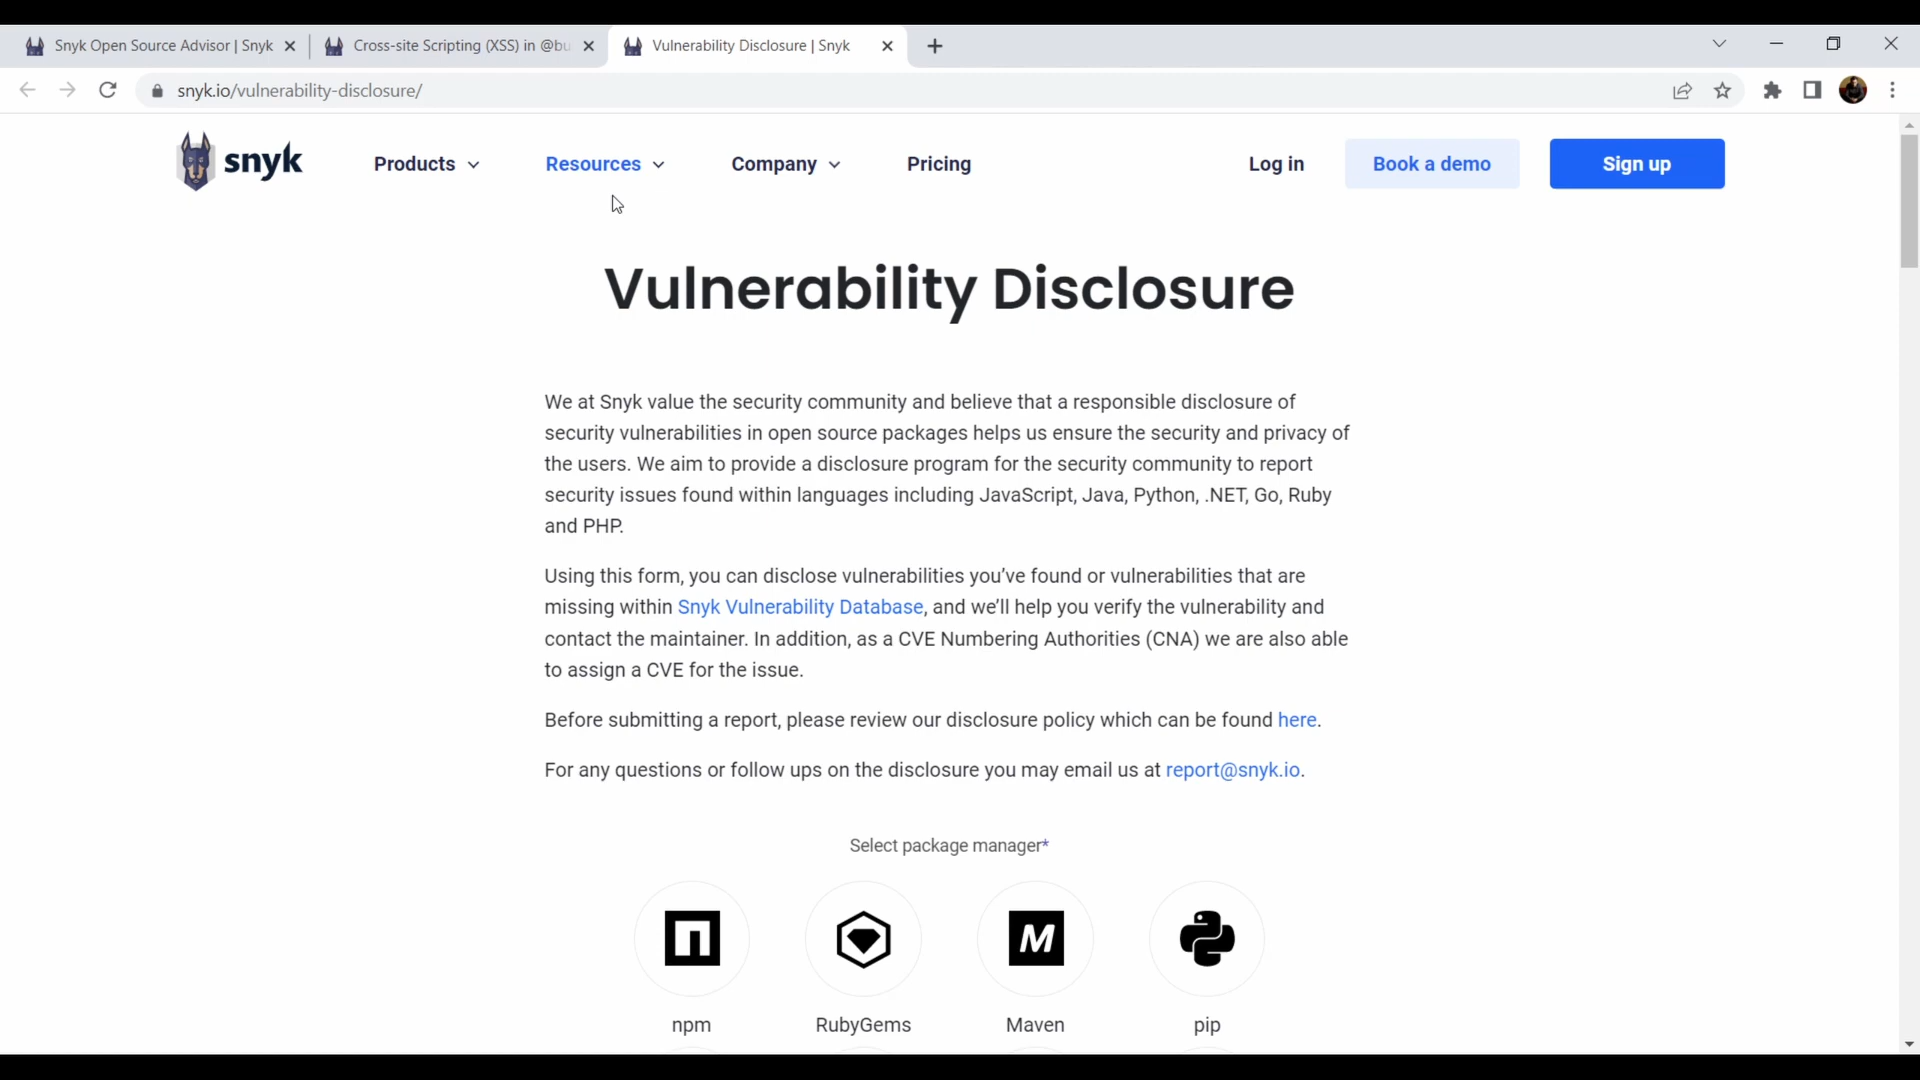 Snyk Open Source Advisor | Snyk
Cross-site Scripting (XSS) in @bu
Vulnerability Disclosure | Snyk
snyk.io/vulnerability-disclosure/
snyk
Products
Resources
Company
Pricing
Log in
Book a demo
Sign up
Vulnerability Disclosure
We at Snyk value the security community and believe that a responsible disclosure of
security vulnerabilities in open source packages helps us ensure the security and privacy of
the users. We aim to provide a disclosure program for the security community to report
security issues found within languages including JavaScript, Java, Python, .NET, Go, Ruby
and PHP.
Using this form, you can disclose vulnerabilities you’ve found or vulnerabilities that are
missing within Snyk Vulnerability Database, and we’ll help you verify the vulnerability and
contact the maintainer. In addition, as a CVE Numbering Authorities (CNA) we are also able
to assign a CVE for the issue.
Before submitting a report, please review our disclosure policy which can be found here.
For any questions or follow ups on the disclosure you may email us at report@snyk.io.
Select package manager*
M
npm
RubyGems
Maven
pip